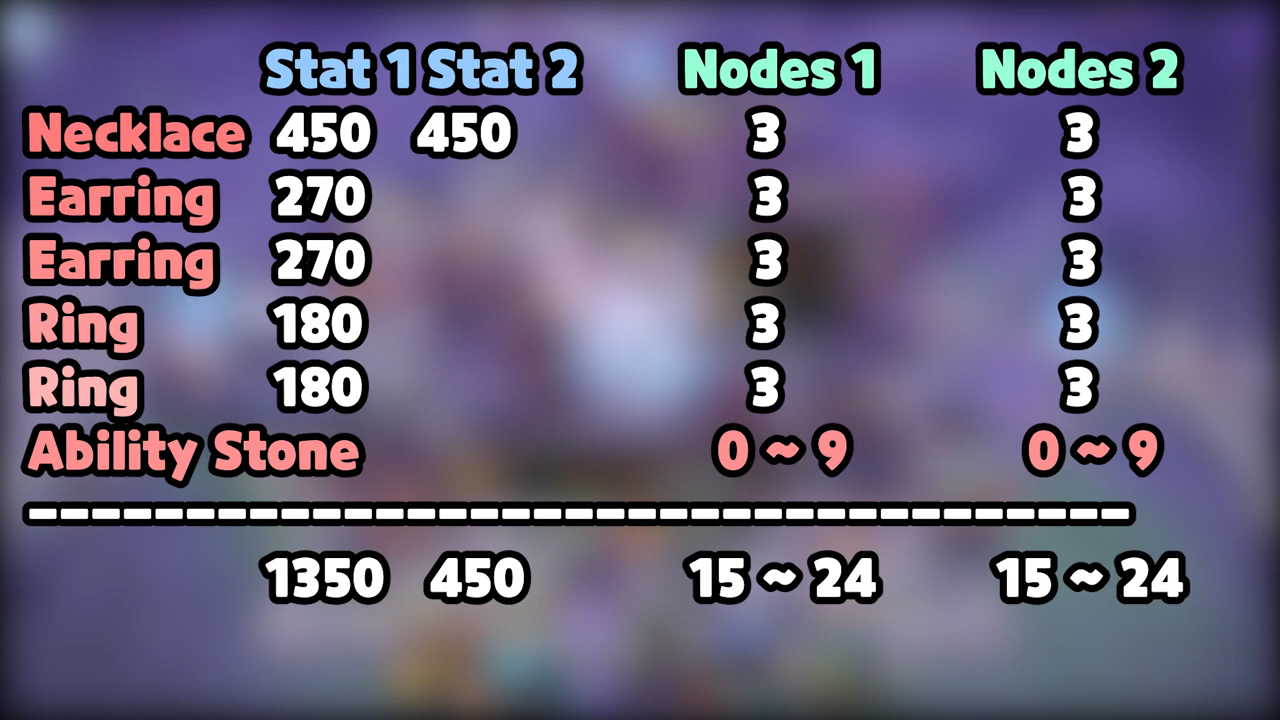 Stat 1 Stat 2 Nodes 1 Nodes 2
Necklace 450 450 3 3
Earring 270 3 3
Earring 270 3 3
Ring 180 3 3
Ring 180 3 3
Ability Stone 0 ~ 9 0 ~ 9
1350 450 15 ~ 24 15 ~ 24